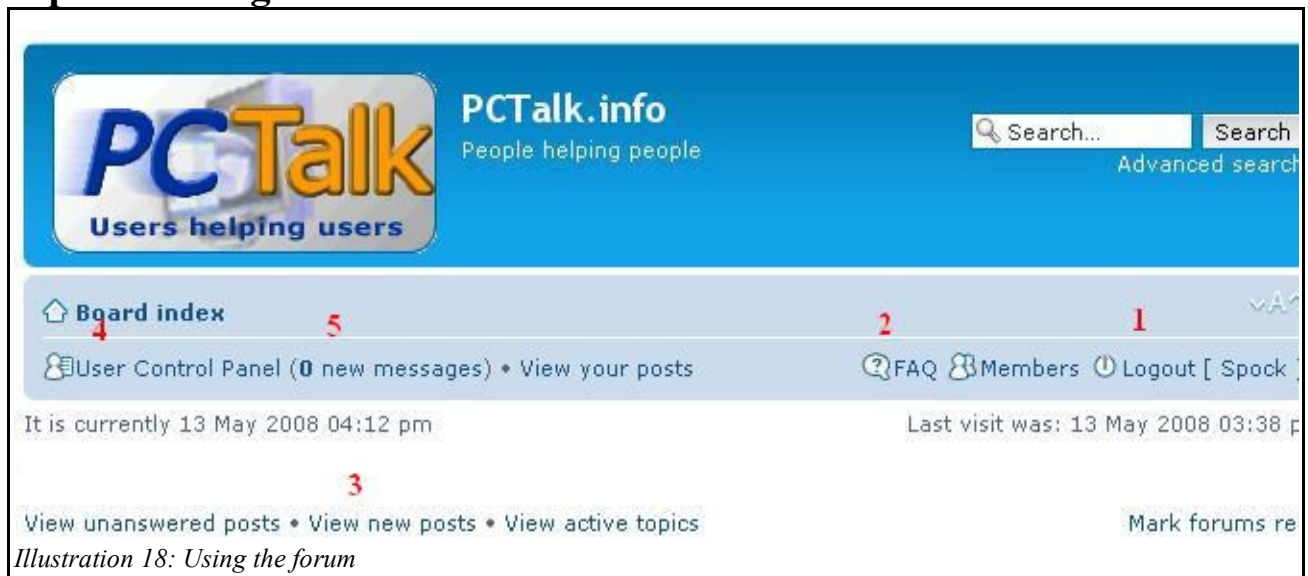 PCTalk
Users helping users
PCTalk.info
People helping people
Search... Search
Advanced search
Board index
A
4 5 2 1
User Control Panel (0 new messages) • View your posts FAQ Members Logout [ Spock ]
It is currently 13 May 2008 04:12 pm Last visit was: 13 May 2008 03:38 p
3
View unanswered posts • View new posts • View active topics Mark forums re
Illustration 18: Using the forum